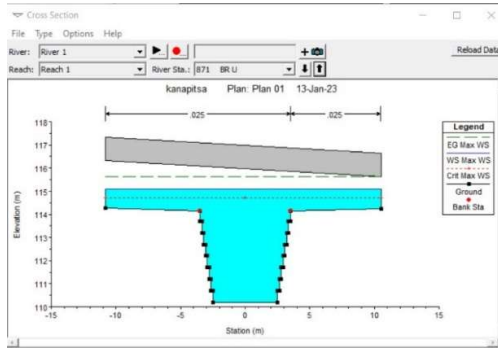 Cross Section
File Type Options Help
River: River 1
Reload Data
Reach: Reach 1 River Sta.: 871 BR U
kanapitsa Plan: Plan 01 13-Jan-23
.025 .025
Legend
EG Max WS
WS Max WS
Crit Max WS
Ground
Bank Sta
Elevation (m)
118
117
116
115
114
113
112
111
110
-15 -10 -5 0 5 10 15
Station (m)